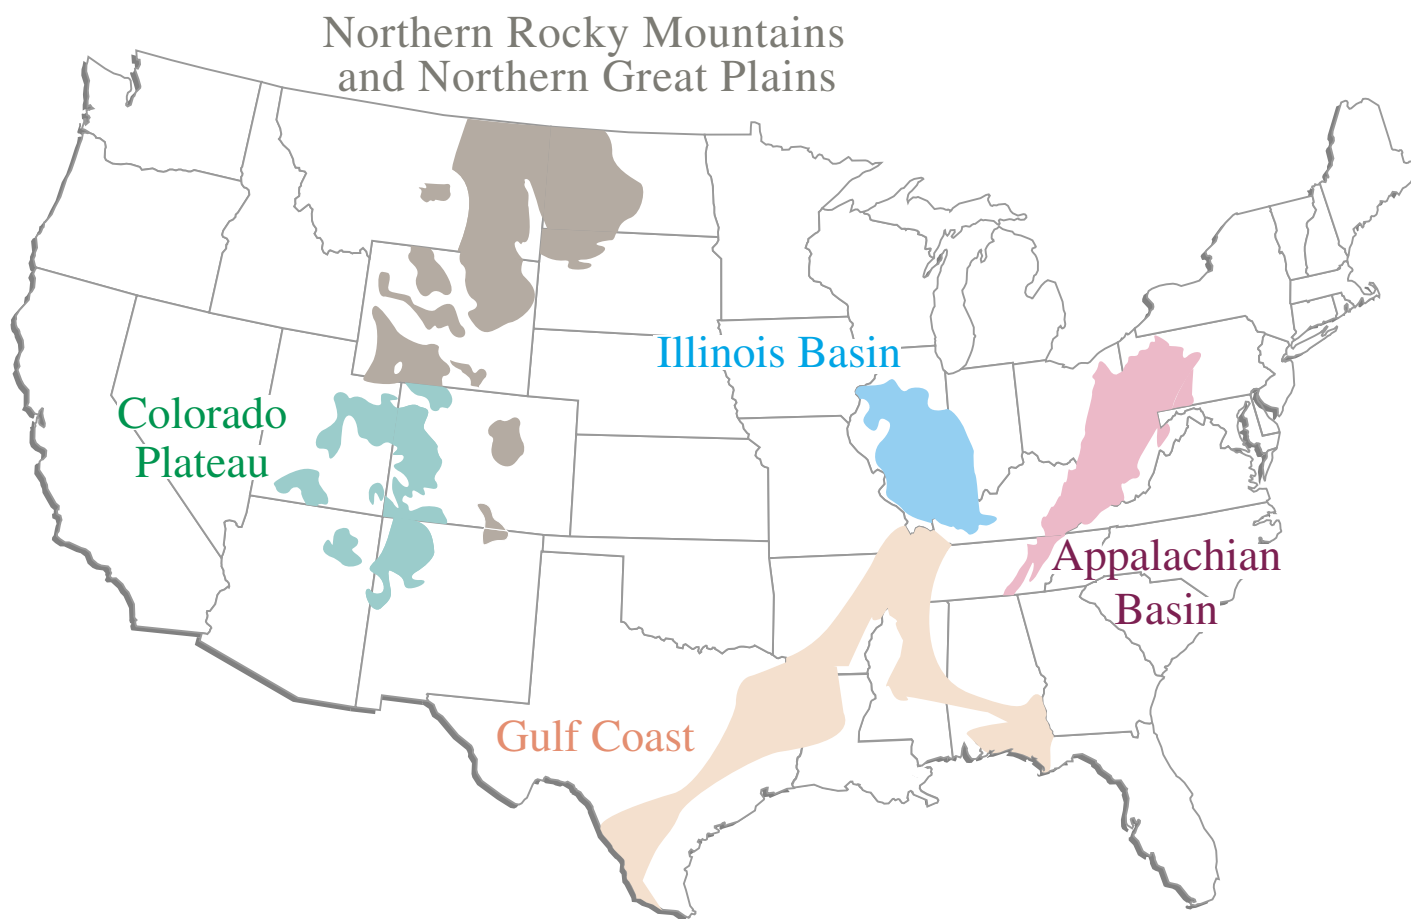 Northern Rocky Mountains
and Northern Great Plains
Illinois Basin
Colorado
Plateau
Appalachian
Basin
Gulf Coast